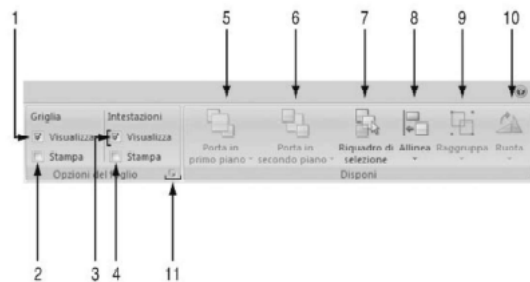 5 6 7 8 9 10
1
Griglia Intestazioni
Visualizza Visualizza
Stampa Stampa
Opzioni del foglio
Porta in primo piano
Porta in secondo piano
Riquadro di selezione
Allinea
Raggruppa
Ruota
Disponi
2 3 4 11